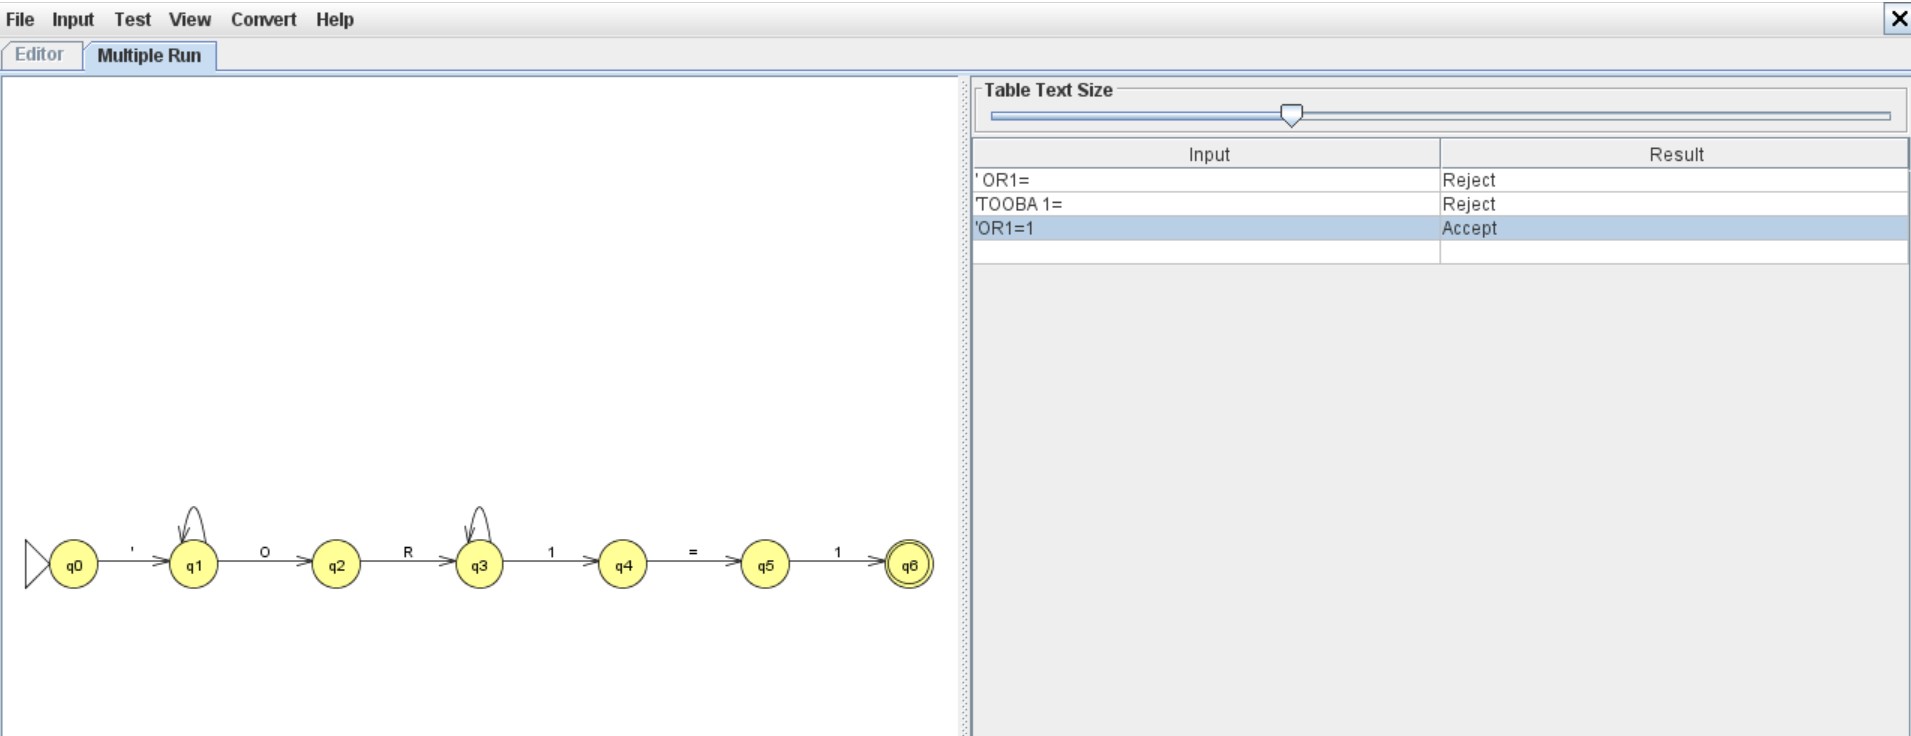 File Input Test View Convert Help
Editor Multiple Run
Table Text Size
Input Result
' OR1= Reject
'TOOBA 1= Reject
'OR1=1 Accept
' O R 1 = 1
q0 q1 q2 q3 q4 q5 q6